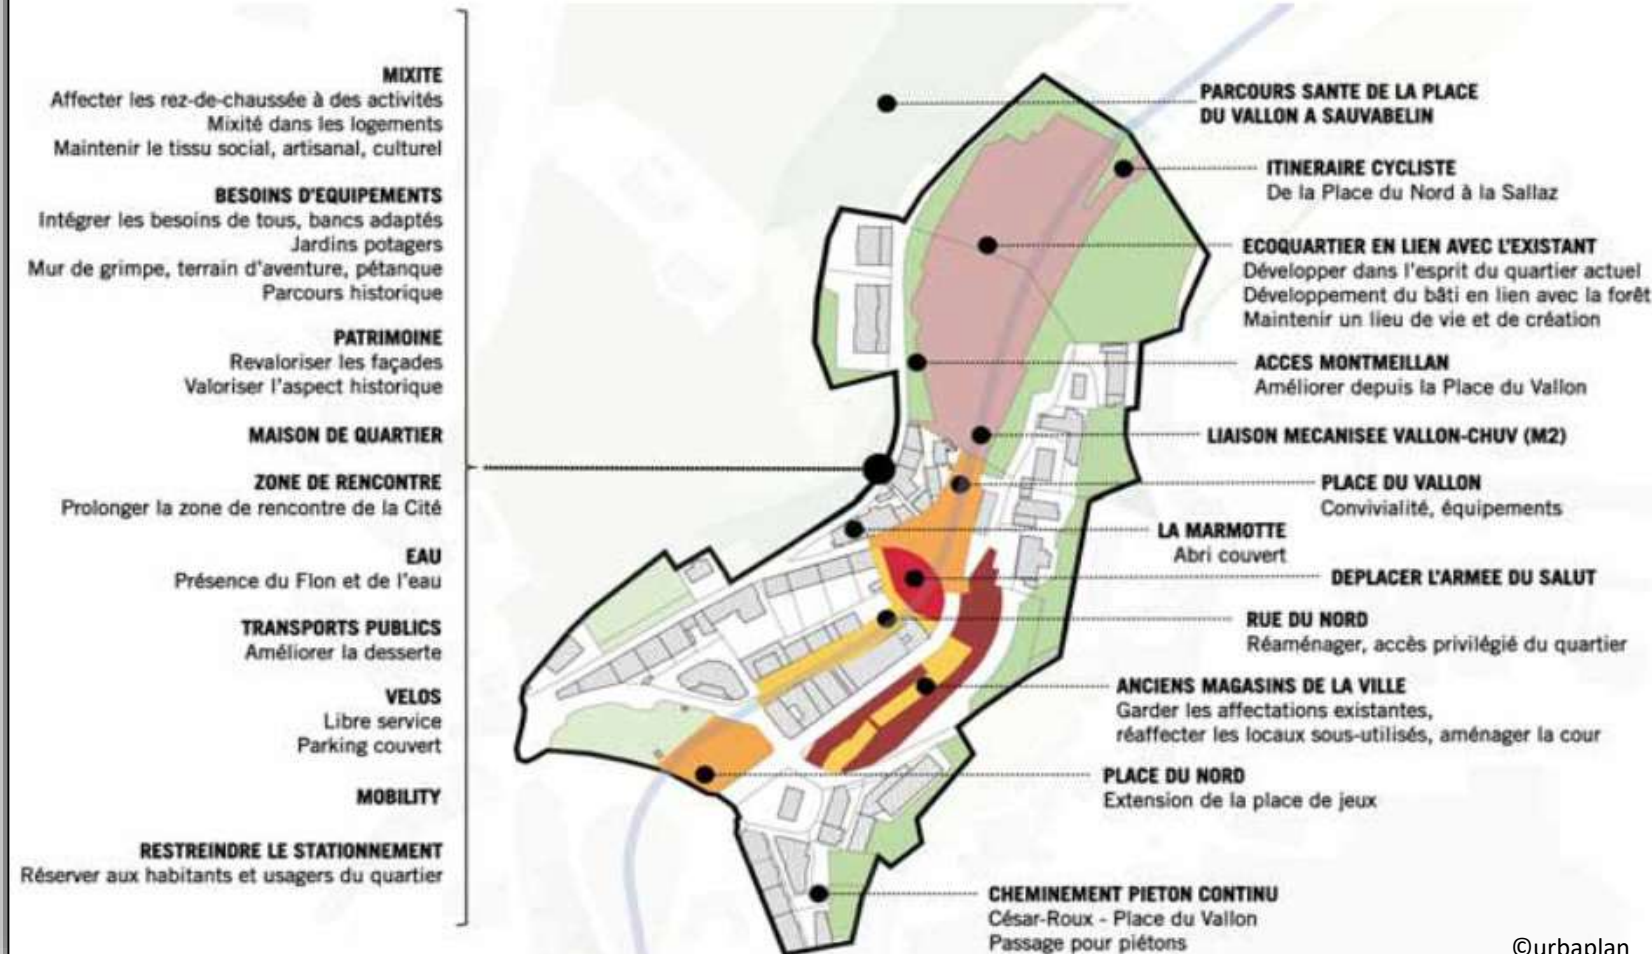 MIXITE
Affecter les rez-de-chaussée à des activités
Mixité dans les logements
Maintenir le tissu social, artisanal, culturel
BESOINS D'EQUIPEMENTS
Intégrer les besoins de tous, bancs adaptés
Jardins potagers
Mur de grimpe, terrain d'aventure, pétanque
Parcours historique
PATRIMOINE
Revaloriser les façades
Valoriser l'aspect historique
MAISON DE QUARTIER
ZONE DE RENCONTRE
Prolonger la zone de rencontre de la Cité
EAU
Présence du Flon et de l'eau
TRANSPORTS PUBLICS
Améliorer la desserte
VELOS
Libre service
Parking couvert
MOBILITY
RESTREINDRE LE STATIONNEMENT
Réserver aux habitants et usagers du quartier
PARCOURS SANTE DE LA PLACE
DU VALLON A SAUVABELIN
ITINERAIRE CYCLISTE
De la Place du Nord à la Sallaz
ECOQUARTIER EN LIEN AVEC L'EXISTANT
Développer dans l'esprit du quartier actuel
Développement du bâti en lien avec la forêt
Maintenir un lieu de vie et de création
ACCES MONTMEILLAN
Améliorer depuis la Place du Vallon
LIAISON MECANISEE VALLON-CHUV (M2)
PLACE DU VALLON
Convivialité, équipements
LA MARMOTTE
Abri couvert
DEPLACER L'ARMEE DU SALUT
RUE DU NORD
Réaménager, accès privilégié du quartier
ANCIENS MAGASINS DE LA VILLE
Garder les affectations existantes,
réaffecter les locaux sous-utilisés, aménager la cour
PLACE DU NORD
Extension de la place de jeux
CHEMINEMENT PIETON CONTINU
César-Roux - Place du Vallon
Passage pour piétons
©urbaplan